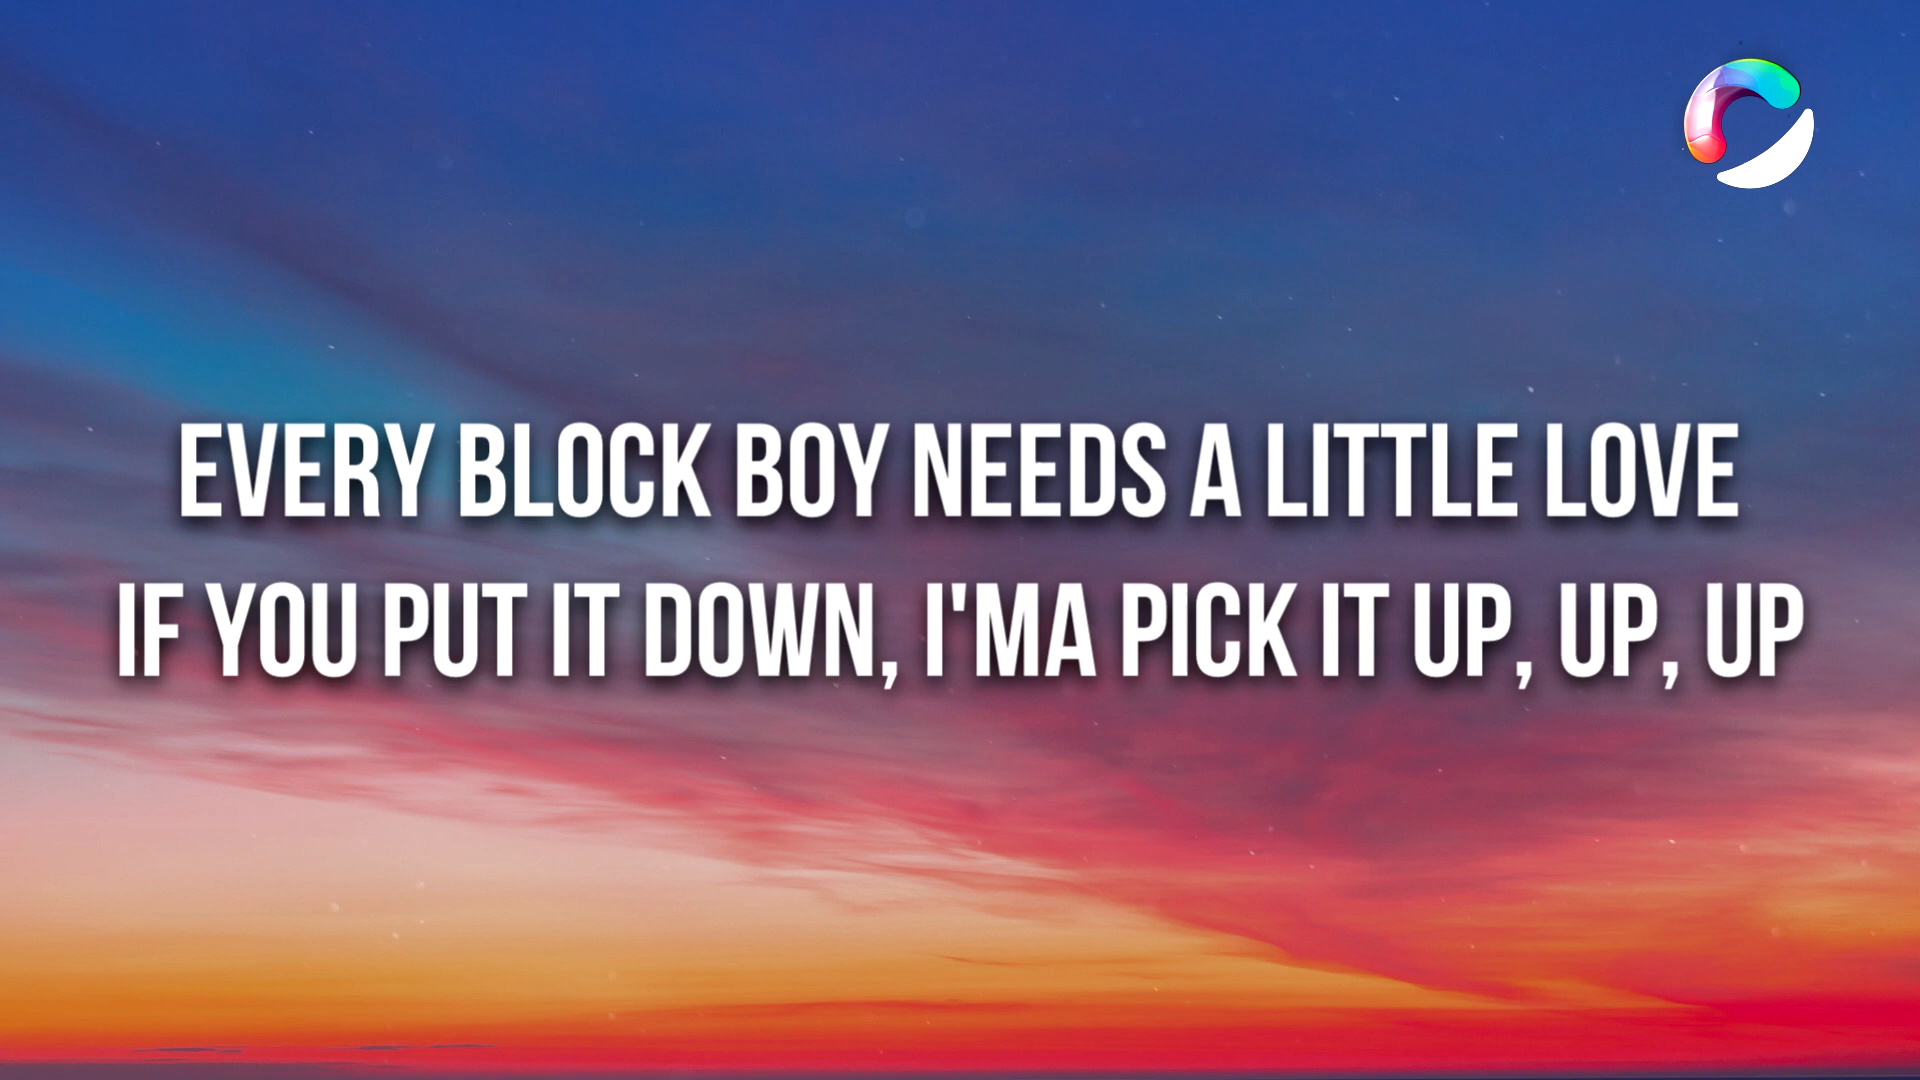 EVERY BLOCK BOY NEEDS A LITTLE LOVE
IF YOU PUT IT DOWN, I'MA PICK IT UP, UP, UP